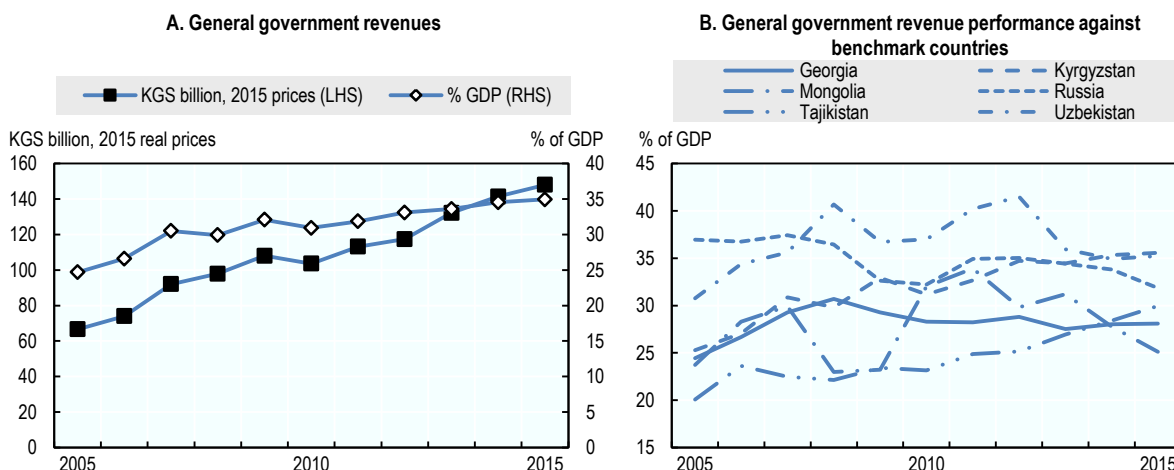 A. General government revenues
KGS billion, 2015 prices (LHS)
% GDP (RHS)
KGS billion, 2015 real prices
% of GDP
160
140
120
100
80
60
40
20
0
40
35
30
25
20
15
10
5
0
2005
2010
2015
B. General government revenue performance against
benchmark countries
Georgia
Kyrgyzstan
Mongolia
Russia
Tajikistan
Uzbekistan
% of GDP
45
40
35
30
25
20
15
2005
2010
2015